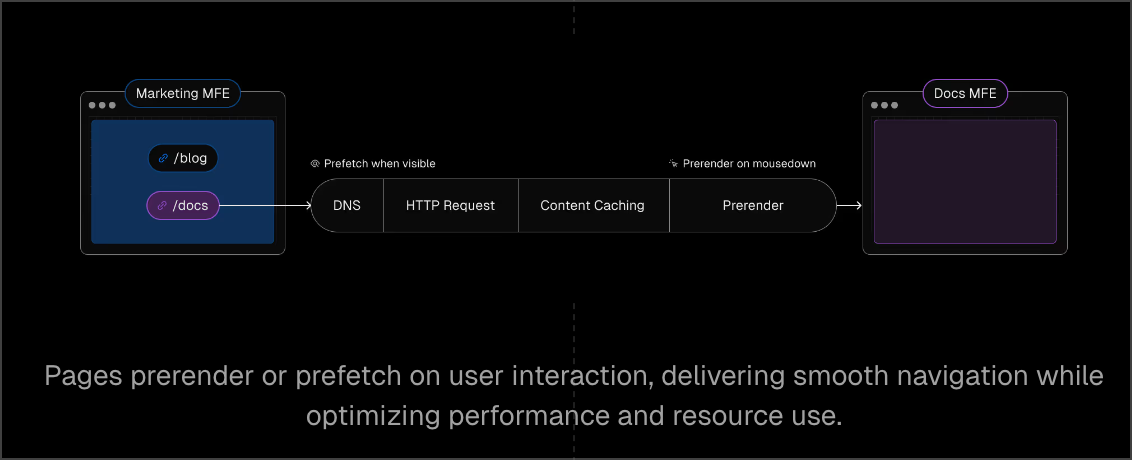 Marketing MFE
Docs MFE
/blog
Prefetch when visible
Prerender on mousedown
/docs
DNS
HTTP Request
Content Caching
Prerender
Pages prerender or prefetch on user interaction, delivering smooth navigation while
optimizing performance and resource use.